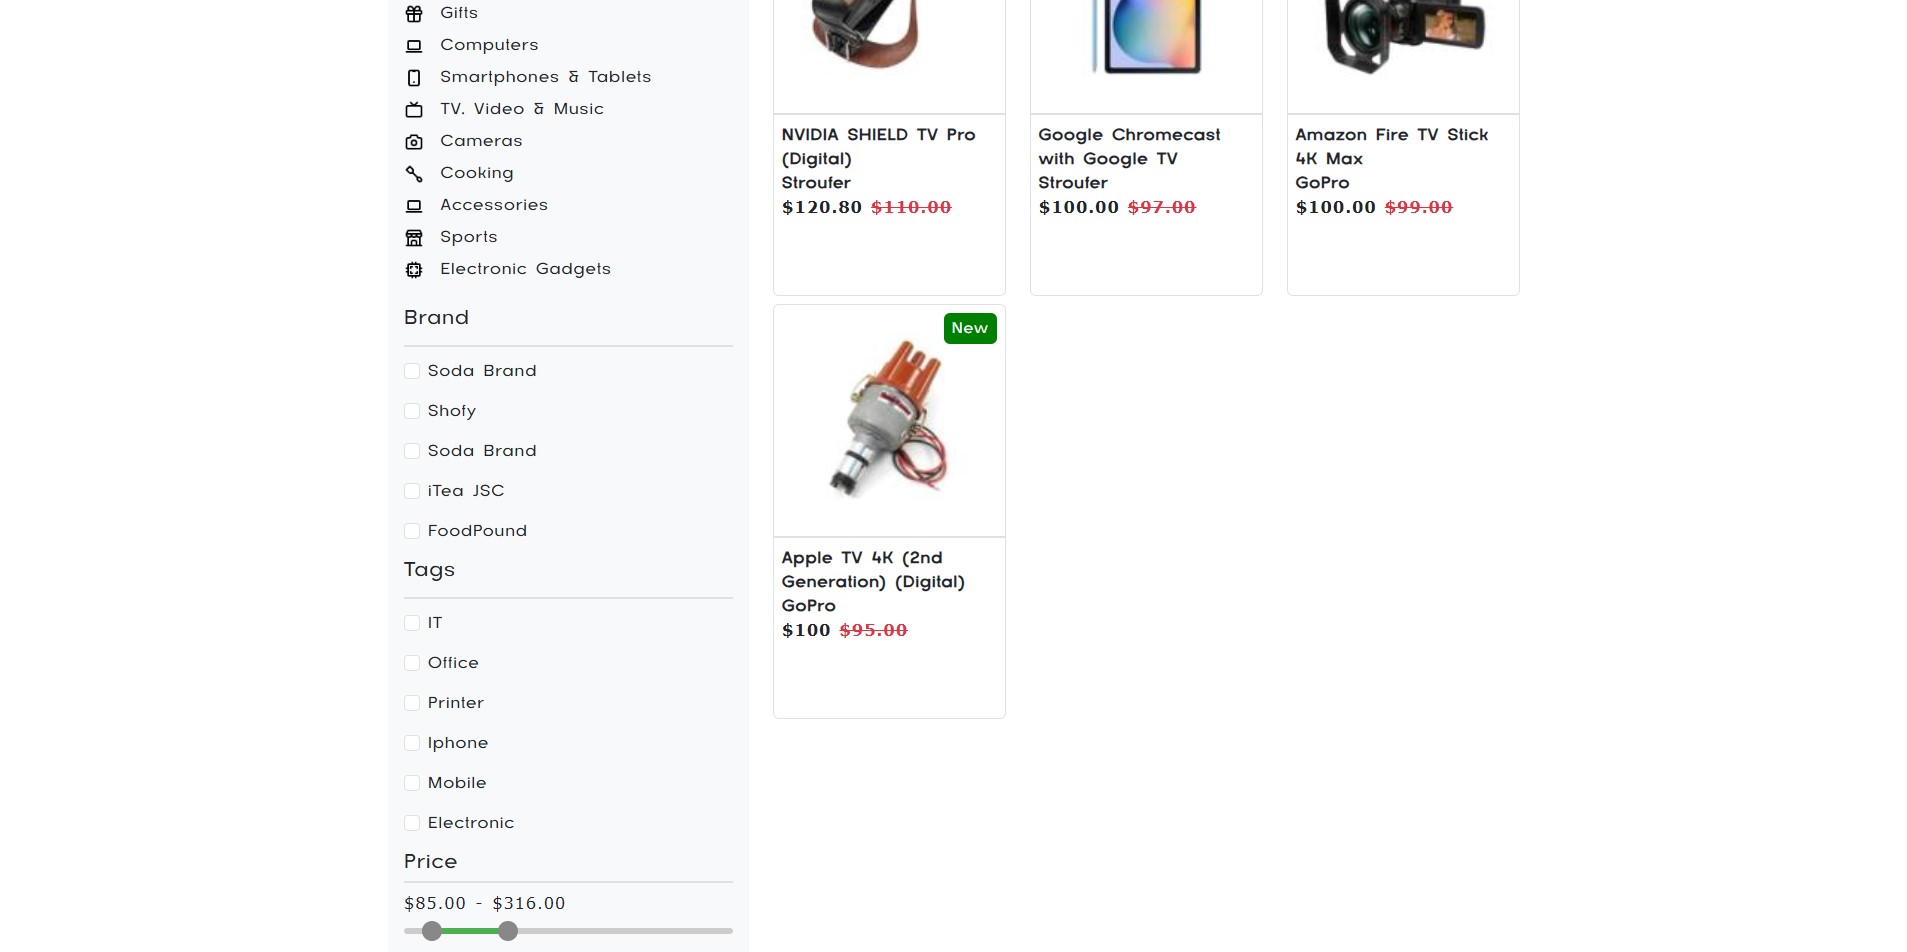 Gifts
Computers
Smartphones & Tablets
TV, Video & Music
Cameras
Cooking
Accessories
Sports
Electronic Gadgets
Brand
Soda Brand
Shofy
Soda Brand
iTea JSC
FoodPound
Tags
IT
Office
Printer
Iphone
Mobile
Electronic
Price
$85.00 - $316.00
NVIDIA SHIELD TV Pro
(Digital)
Stroufer
$120.80 $110.00
Google Chromecast
with Google TV
Stroufer
$100.00 $97.00
Amazon Fire TV Stick
4K Max
GoPro
$100.00 $99.00
New
Apple TV 4K (2nd
Generation) (Digital)
GoPro
$100 $95.00